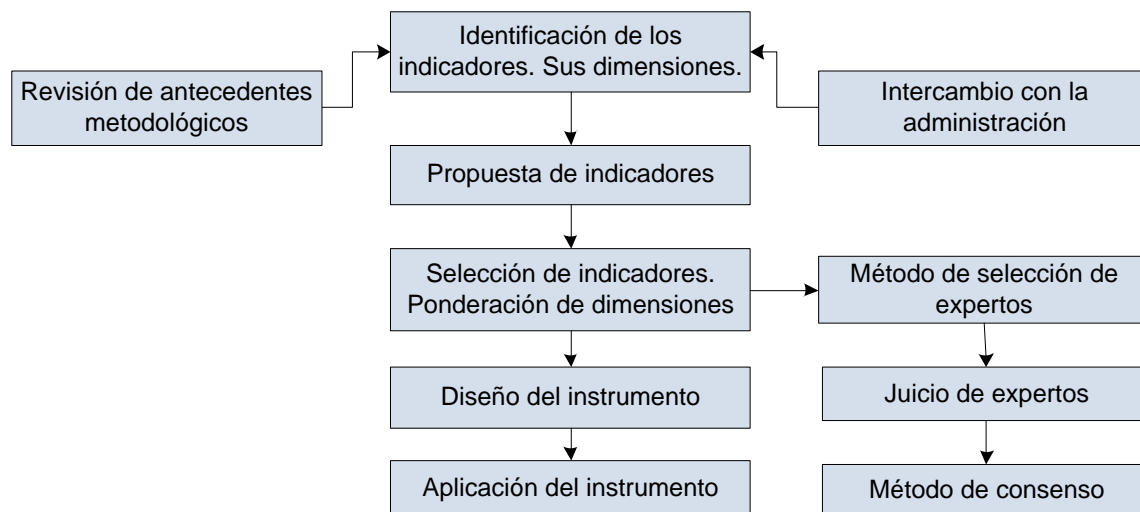 Identificación de los
indicadores. Sus dimensiones.
Revisión de antecedentes
metodológicos
Intercambio con la
administración
Propuesta de indicadores
Selección de indicadores.
Ponderación de dimensiones
Método de selección de
expertos
Diseño del instrumento
Juicio de expertos
Aplicación del instrumento
Método de consenso